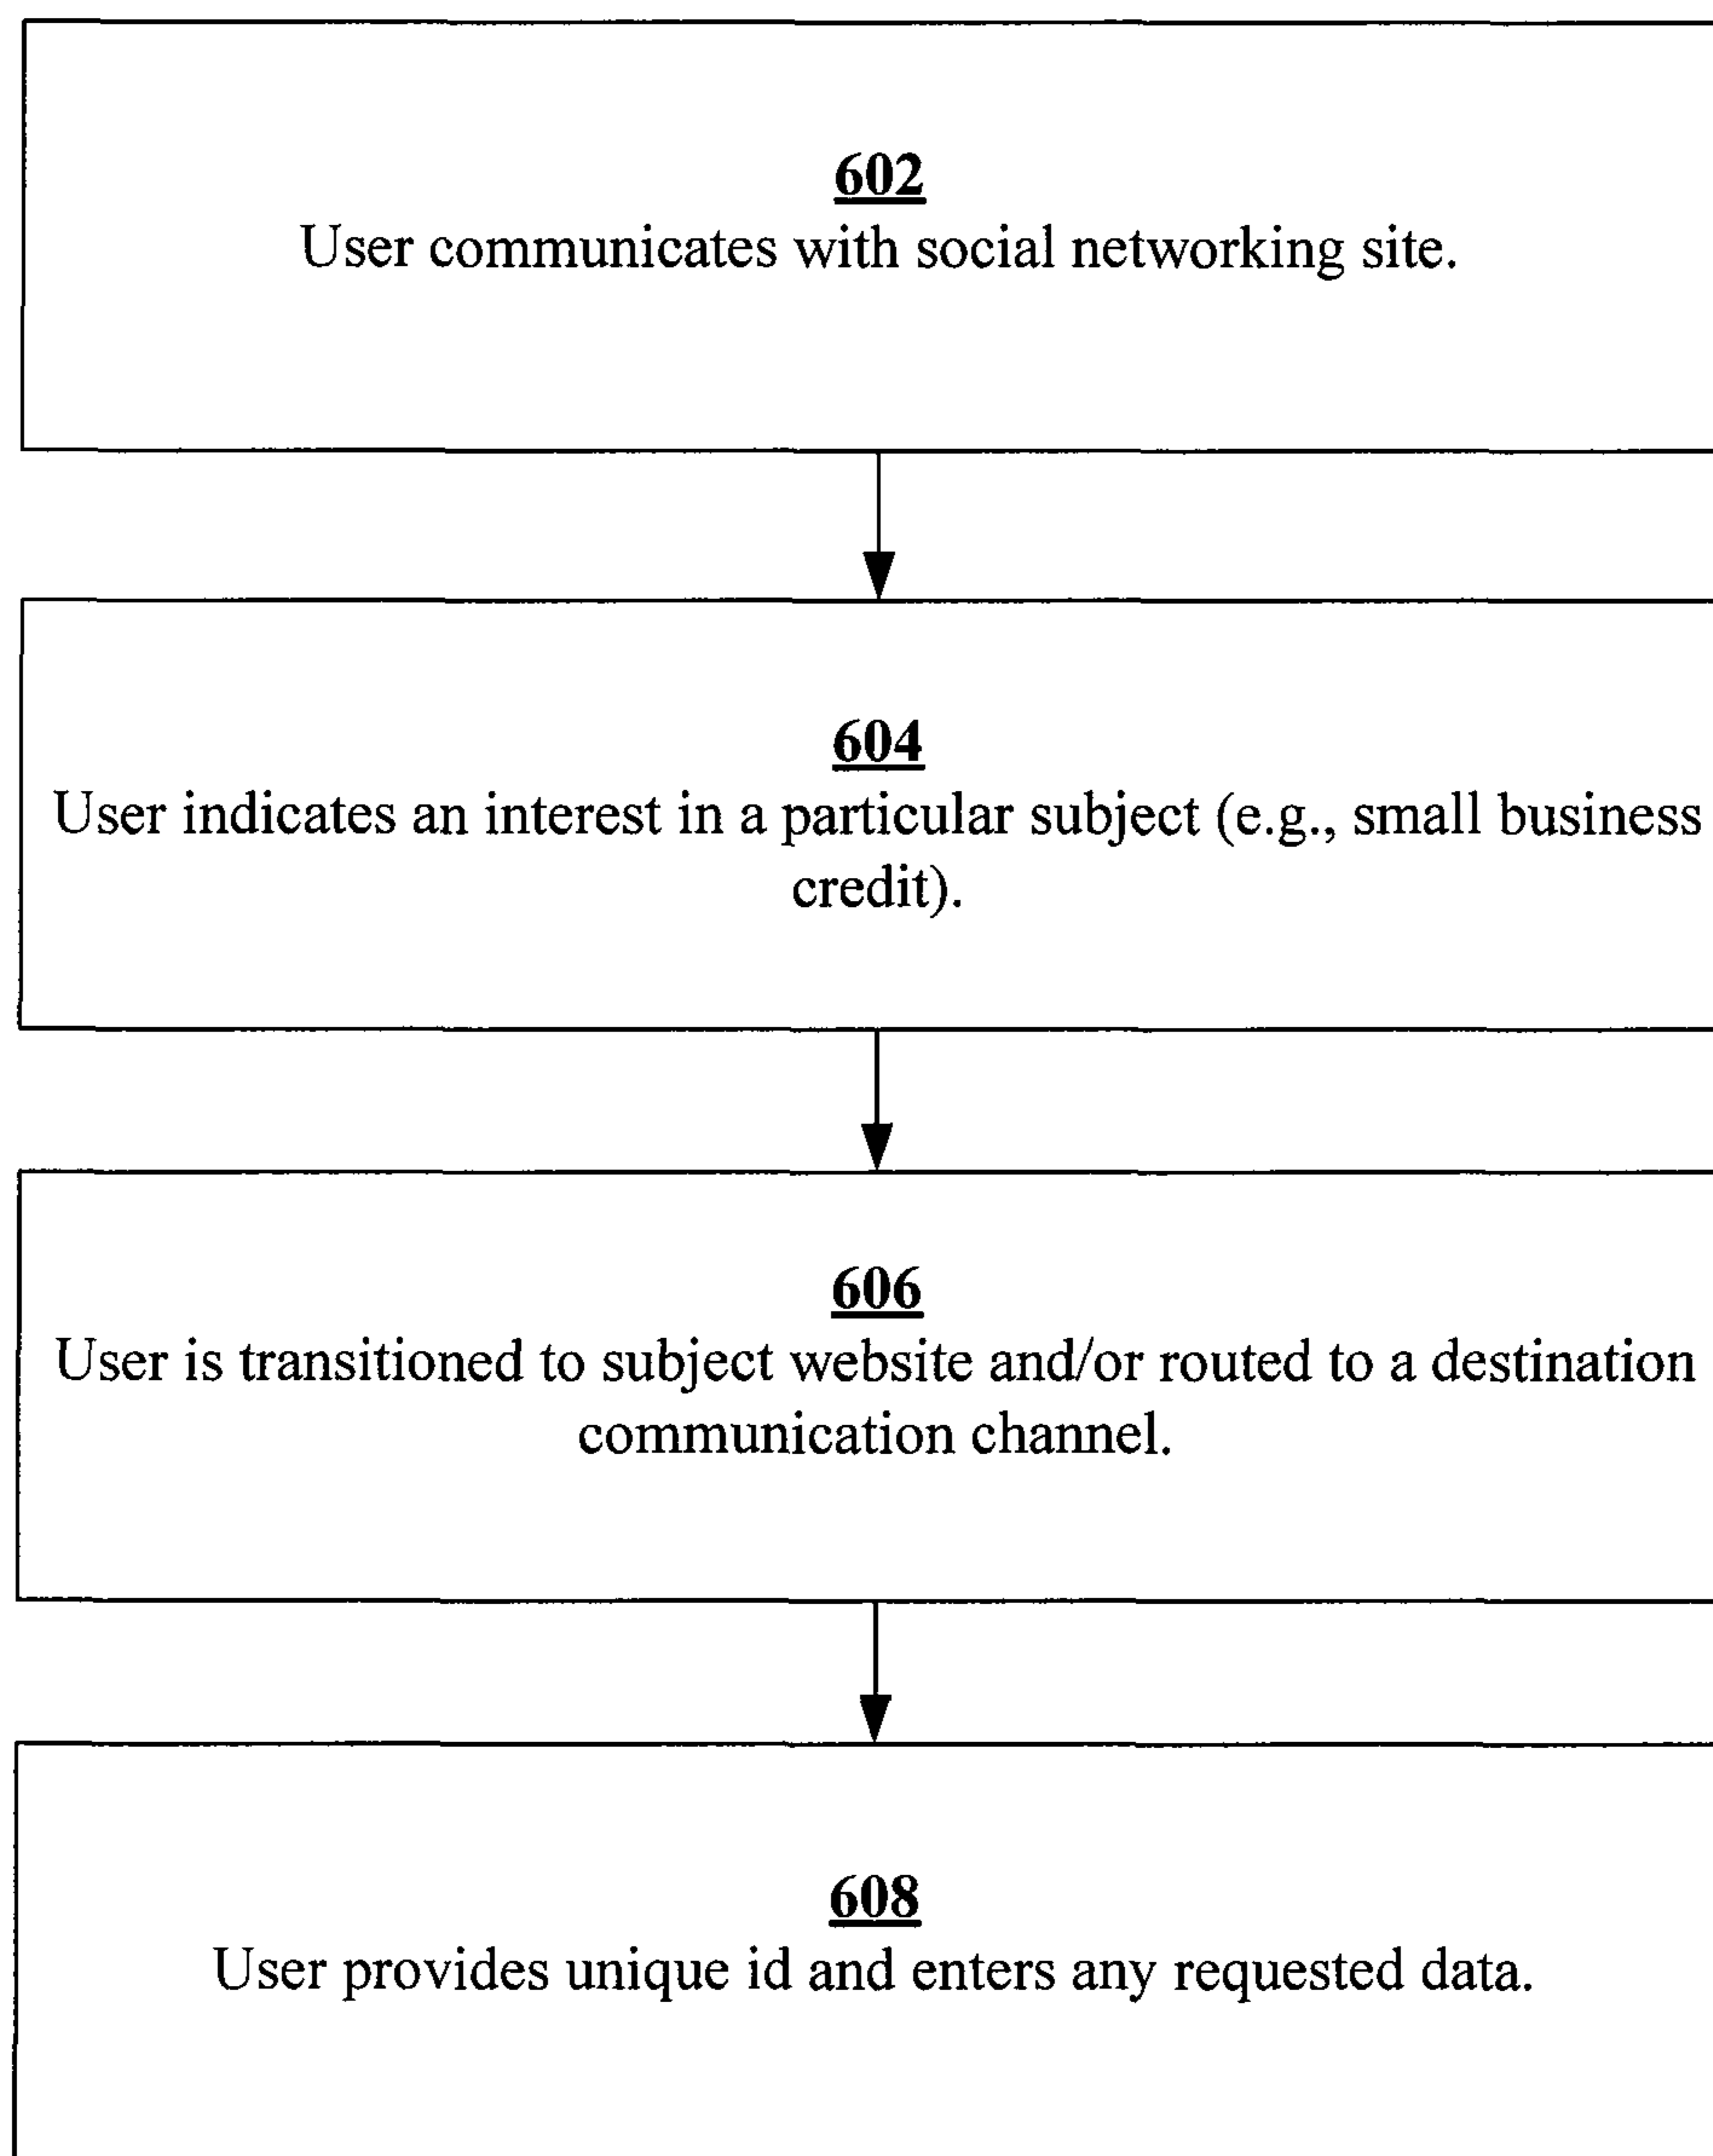 602
User communicates with social networking site.
604
User indicates an interest in a particular subject (e.g., small business
credit).
606
User is transitioned to subject website and/or routed to a destination
communication channel.
608
User provides unique id and enters any requested data.